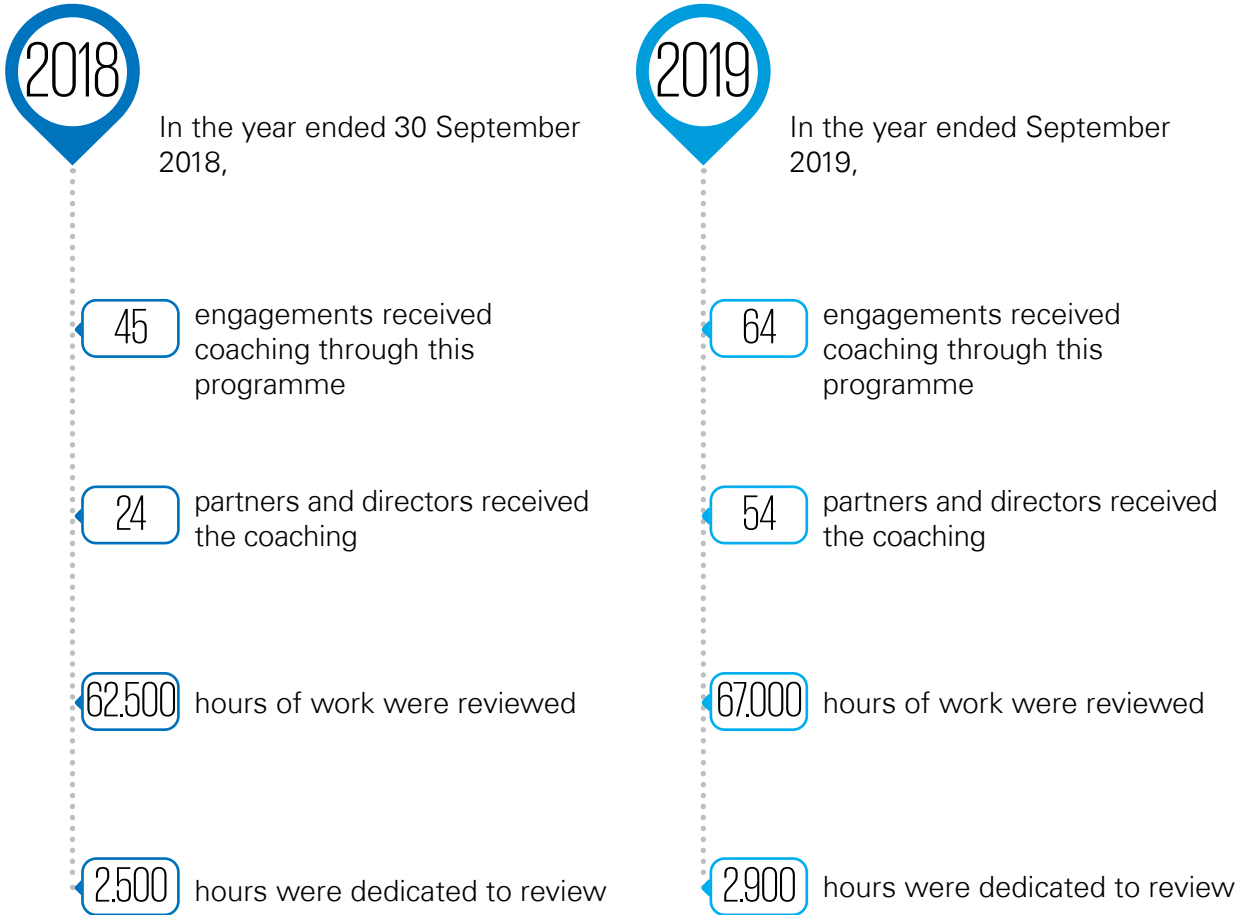 2018
In the year ended 30 September
2018,
45
engagements received
coaching through this
programme
24
partners and directors received
the coaching
62.500
hours of work were reviewed
2.500
hours were dedicated to review
2019
In the year ended September
2019,
64
engagements received
coaching through this
programme
54
partners and directors received
the coaching
67.000
hours of work were reviewed
2.900
hours were dedicated to review